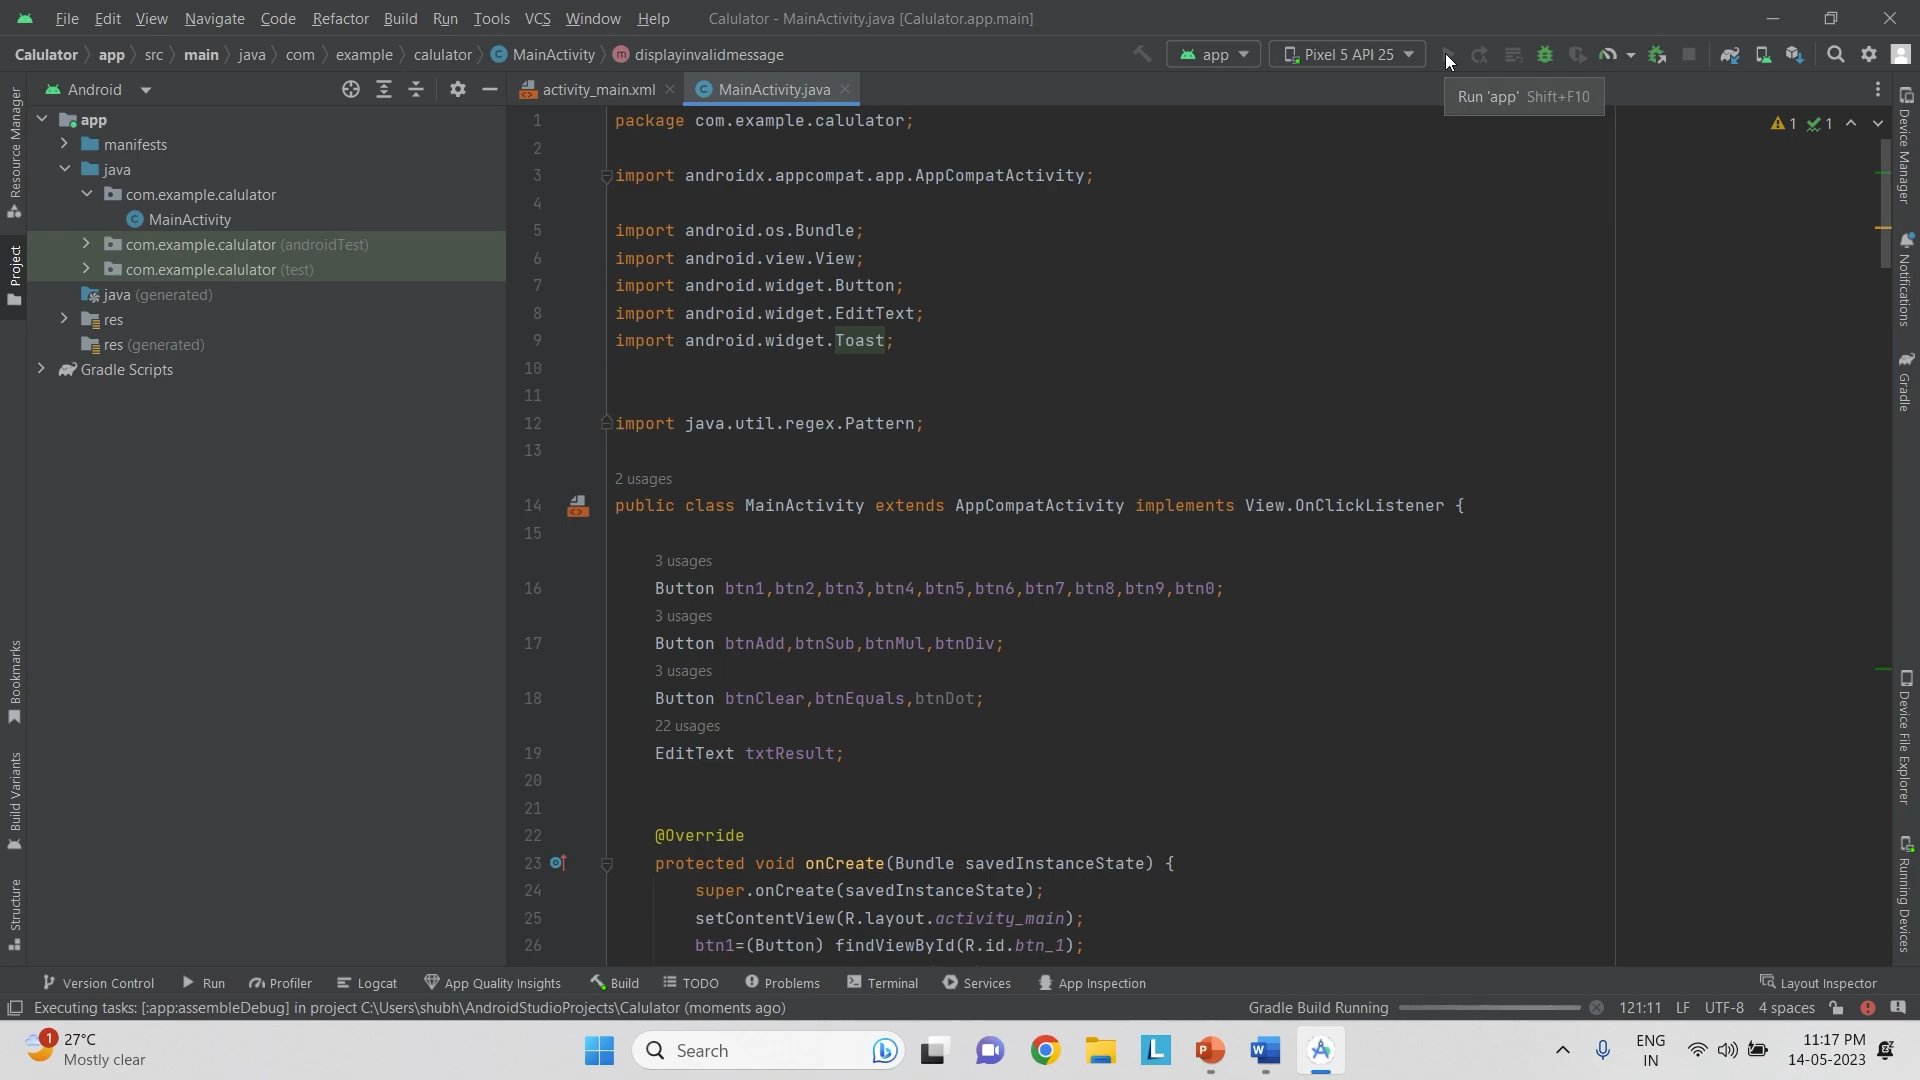 File Edit View Navigate Code Refactor Build Run Tools VCS Window Help Calulator - MainActivity.java [Calulator.app.main]
Calulator app src main java com example calulator MainActivity displayinvalidmessage app Pixel 5 API 25
Android activity_main.xml MainActivity.java
Run 'app' Shift+F10
1 1
app
manifests
java
com.example.calulator
MainActivity
com.example.calulator (androidTest)
com.example.calulator (test)
java (generated)
res
res (generated)
Gradle Scripts
Resource Manager
Project
Bookmarks
Build Variants
Structure
1 package com.example.calulator;
2
3 import androidx.appcompat.app.AppCompatActivity;
4
5 import android.os.Bundle;
6 import android.view.View;
7 import android.widget.Button;
8 import android.widget.EditText;
9 import android.widget.Toast;
10
11
12 import java.util.regex.Pattern;
13
2 usages
14 public class MainActivity extends AppCompatActivity implements View.OnClickListener {
15
3 usages
16 Button btn1,btn2,btn3,btn4,btn5,btn6,btn7,btn8,btn9,btn0;
3 usages
17 Button btnAdd,btnSub,btnMul,btnDiv;
3 usages
18 Button btnClear,btnEquals,btnDot;
22 usages
19 EditText txtResult;
20
21
22 @Override
23 protected void onCreate(Bundle savedInstanceState) {
24 super.onCreate(savedInstanceState);
25 setContentView(R.layout.activity_main);
26 btn1=(Button) findViewById(R.id.btn_1);
Device Manager
Notifications
Gradle
Device File Explorer
Running Devices
Version Control Run Profiler Logcat App Quality Insights Build TODO Problems Terminal Services App Inspection Layout Inspector
Executing tasks: [:app:assembleDebug] in project C:\Users\shubh\AndroidStudioProjects\Calulator (moments ago) Gradle Build Running 121:11 LF UTF-8 4 spaces
1
27°C
Mostly clear
Search
ENG
IN
11:17 PM
14-05-2023